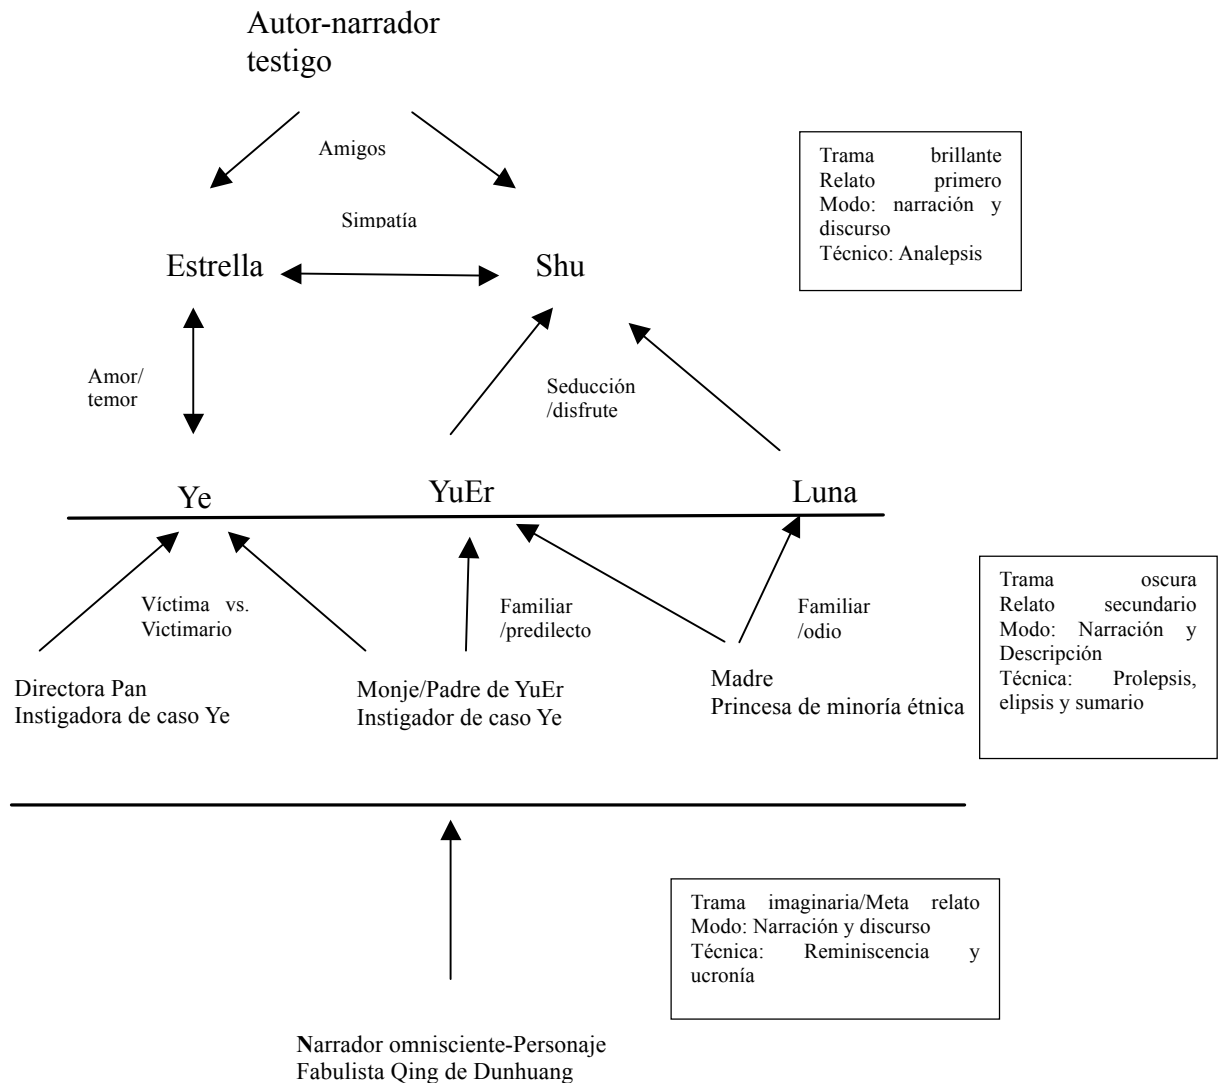 Autor-narrador
testigo
Amigos
Simpatía
Estrella
Shu
Trama brillante
Relato primero
Modo: narración y
discurso
Técnico: Analepsis
Amor/
temor
Seducción
/disfrute
Ye
YuEr
Luna
Víctima vs.
Victimario
Familiar
/predilecto
Familiar
/odio
Trama oscura
Relato secundario
Modo: Narración y
Descripción
Técnica: Prolepsis,
elipsis y sumario
Directora Pan
Instigadora de caso Ye
Monje/Padre de YuEr
Instigador de caso Ye
Madre
Princesa de minoría étnica
Trama imaginaria/Meta relato
Modo: Narración y discurso
Técnica: Reminiscencia y
ucronía
Narrador omnisciente-Personaje
Fabulista Qing de Dunhuang